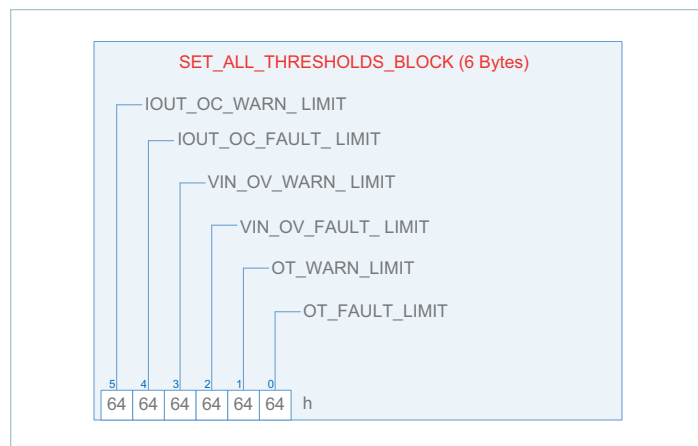 SET_ALL_THRESHOLDS_BLOCK (6 Bytes)
IOUT_OC_WARN_ LIMIT
IOUT_OC_FAULT_ LIMIT
VIN_OV_WARN_ LIMIT
VIN_OV_FAULT_ LIMIT
OT_WARN_LIMIT
OT_FAULT_LIMIT
5 4 3 2 1 0
64 64 64 64 64 64 h